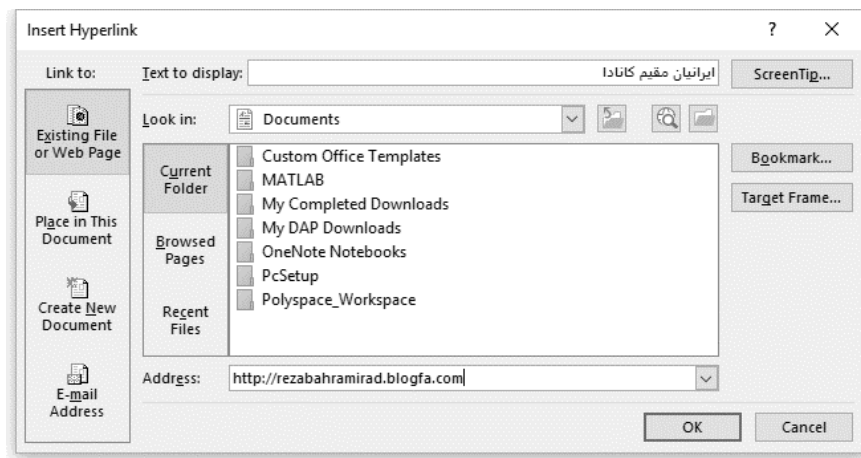 Insert Hyperlink
?
Link to:
Text to display:
ایرانیان مقیم کانادا
ScreenTip...
Existing File
or Web Page
Look in:
Documents
Place in This
Document
Current
Folder
Custom Office Templates
MATLAB
My Completed Downloads
My DAP Downloads
OneNote Notebooks
PcSetup
Polyspace_Workspace
Bookmark...
Target Frame...
Browsed
Pages
Create New
Document
Recent
Files
E-mail
Address
Address:
http://rezabahramirad.blogfa.com
OK
Cancel